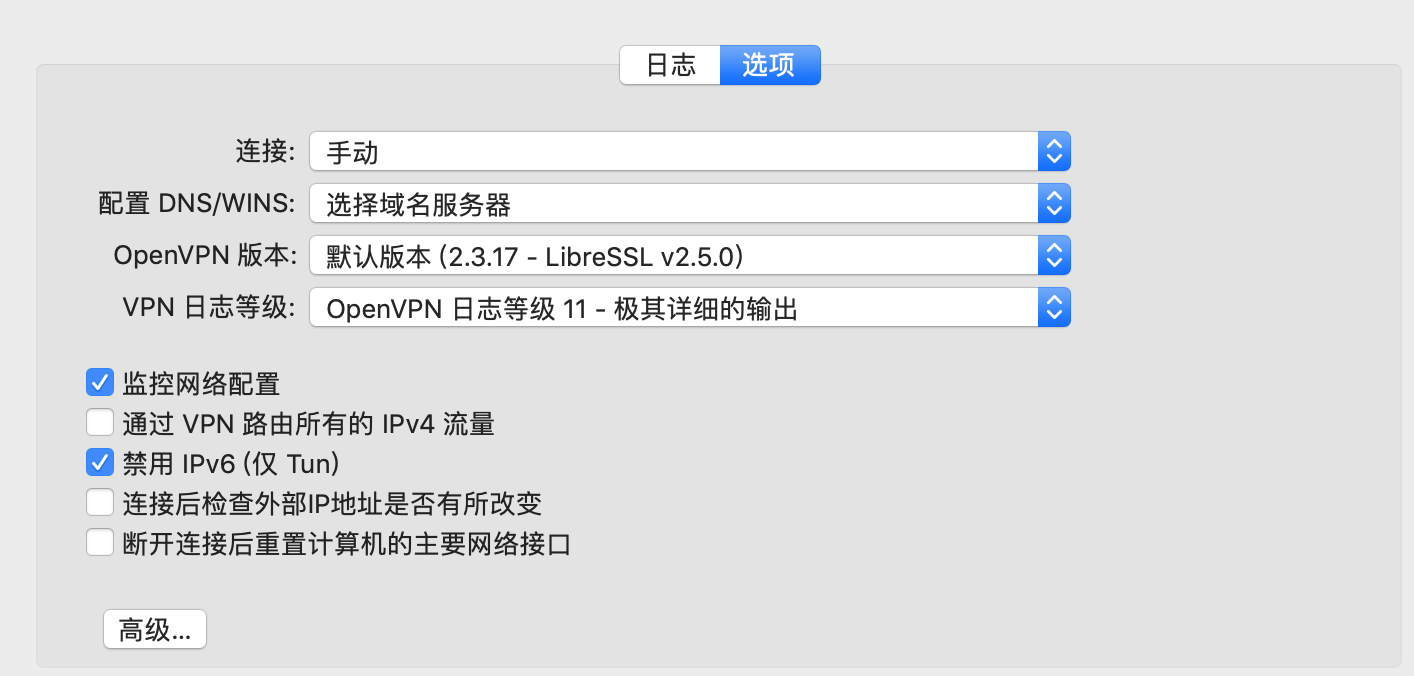 日志 选项
连接: 手动
配置 DNS/WINS: 选择域名服务器
OpenVPN 版本: 默认版本 (2.3.17 - LibreSSL v2.5.0)
VPN 日志等级: OpenVPN 日志等级 11 - 极其详细的输出
监控网络配置
通过 VPN 路由所有的 IPv4 流量
禁用 IPv6 (仅 Tun)
连接后检查外部IP地址是否有所改变
断开连接后重置计算机的主要网络接口
高级...